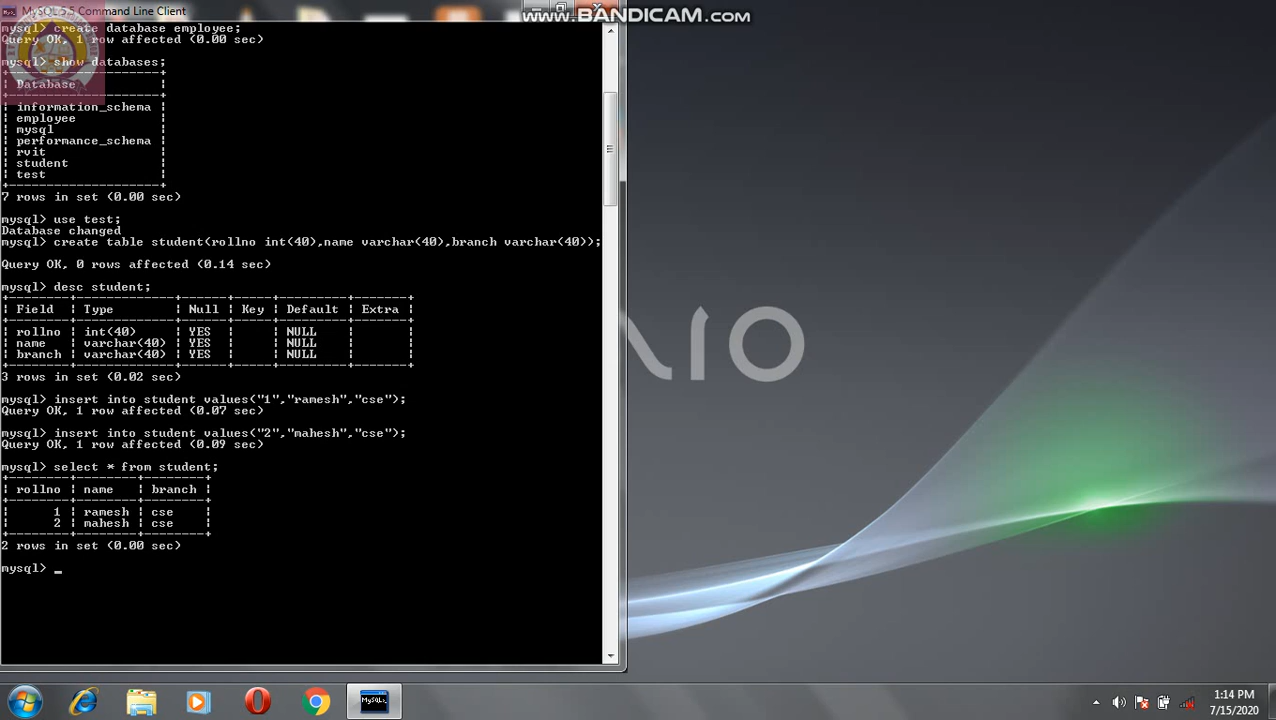 MySQL 5.5 Command Line Client
www.BANDICAM.com
mysql> create database employee;
Query OK, 1 row affected (0.00 sec)
mysql> show databases;
+--------------------+
| Database           |
+--------------------+
| information_schema |
| employee           |
| mysql              |
| performance_schema |
| rvit               |
| student            |
| test               |
+--------------------+
7 rows in set (0.00 sec)
mysql> use test;
Database changed
mysql> create table student(rollno int(40),name varchar(40),branch varchar(40));
Query OK, 0 rows affected (0.14 sec)
mysql> desc student;
+--------+-------------+------+-----+---------+-------+
| Field  | Type        | Null | Key | Default | Extra |
+--------+-------------+------+-----+---------+-------+
| rollno | int(40)     | YES  |     | NULL    |       |
| name   | varchar(40) | YES  |     | NULL    |       |
| branch | varchar(40) | YES  |     | NULL    |       |
+--------+-------------+------+-----+---------+-------+
3 rows in set (0.02 sec)
mysql> insert into student values("1","ramesh","cse");
Query OK, 1 row affected (0.07 sec)
mysql> insert into student values("2","mahesh","cse");
Query OK, 1 row affected (0.09 sec)
mysql> select * from student;
+--------+--------+--------+
| rollno | name   | branch |
+--------+--------+--------+
|      1 | ramesh | cse    |
|      2 | mahesh | cse    |
+--------+--------+--------+
2 rows in set (0.00 sec)
mysql> _
MySQL
1:14 PM
7/15/2020